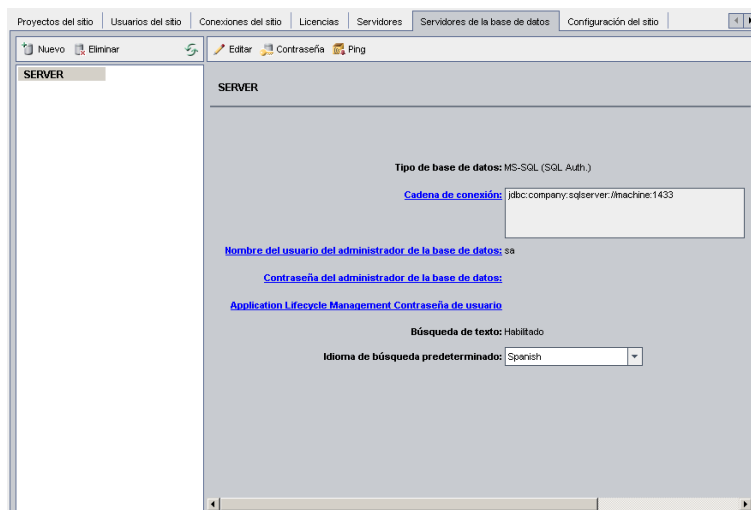 Proyectos del sitio Usuarios del sitio Conexiones del sitio Licencias Servidores Servidores de la base de datos Configuración del sitio
Nuevo Eliminar Editar Contraseña Ping
SERVER
SERVER
Tipo de base de datos: MS-SQL (SQL Auth.)
Cadena de conexión: jdbc:company:sqlserver://machine:1433
Nombre del usuario del administrador de la base de datos: sa
Contraseña del administrador de la base de datos:
Application Lifecycle Management Contraseña de usuario
Búsqueda de texto: Habilitado
Idioma de búsqueda predeterminado: Spanish